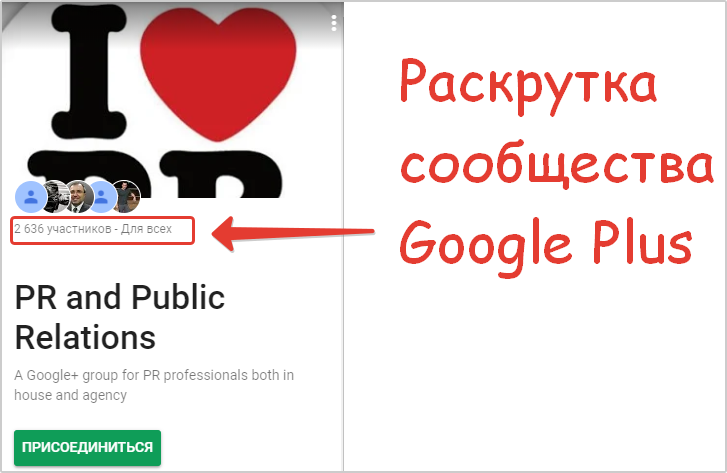 I
PR
2 636 участников - Для всех
PR and Public
Relations
A Google+ group for PR professionals both in
house and agency
ПРИСОЕДИНИТЬСЯ
Раскрутка
сообщества
Google Plus